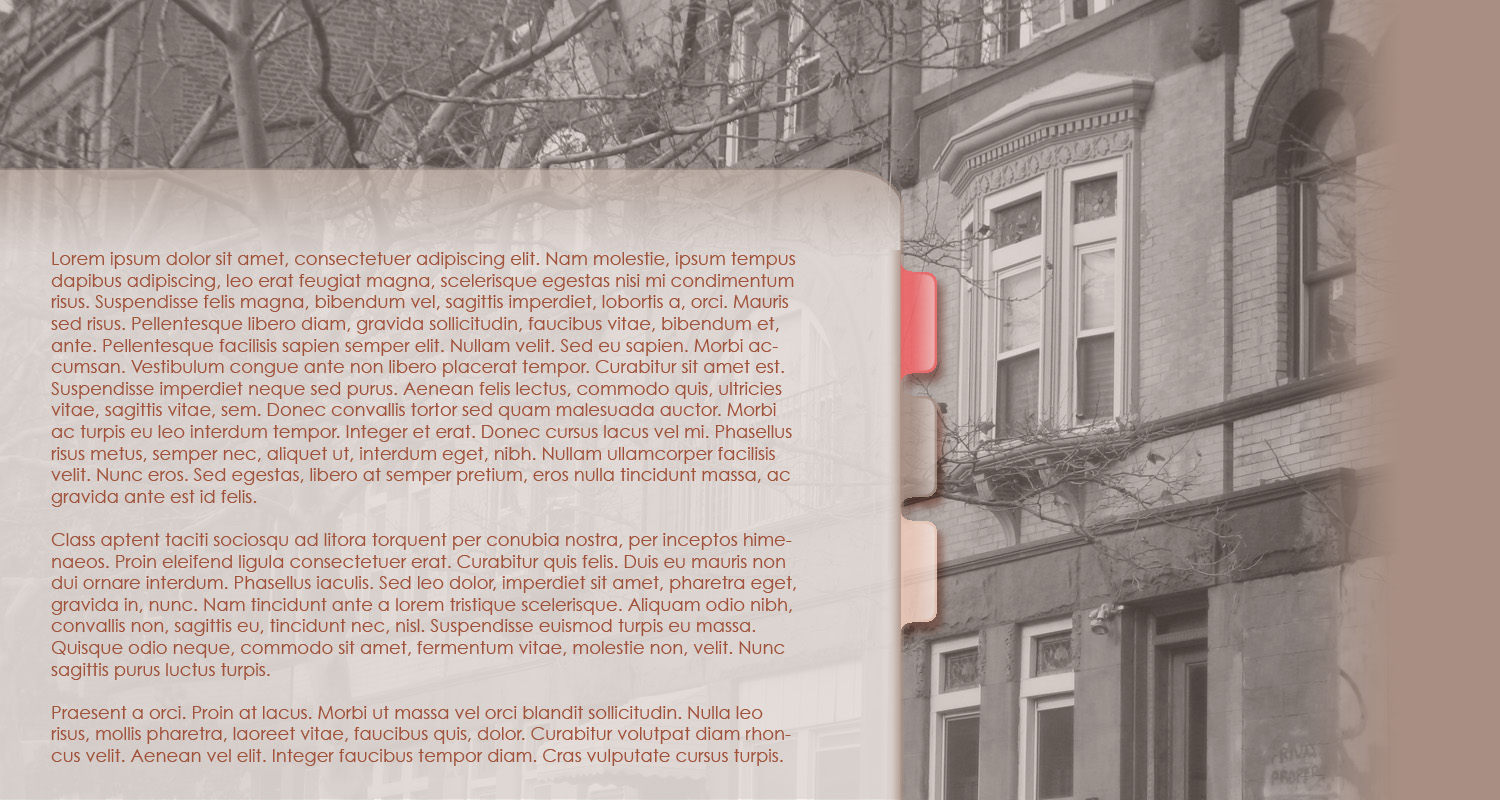 Lorem ipsum dolor sit amet, consectetuer adipiscing elit. Nam molestie, ipsum tempus
dapibus adipiscing, leo erat feugiat magna, scelerisque egestas nisi mi condimentum
risus. Suspendisse felis magna, bibendum vel, sagittis imperdiet, lobortis a, orci. Mauris
sed risus. Pellentesque libero diam, gravida sollicitudin, faucibus vitae, bibendum et,
ante. Pellentesque facilisis sapien semper elit. Nullam velit. Sed eu sapien. Morbi ac-
cumsan. Vestibulum congue ante non libero placerat tempor. Curabitur sit amet est.
Suspendisse imperdiet neque sed purus. Aenean felis lectus, commodo quis, ultricies
vitae, sagittis vitae, sem. Donec convallis tortor sed quam malesuada auctor. Morbi
ac turpis eu leo interdum tempor. Integer et erat. Donec cursus lacus vel mi. Phasellus
risus metus, semper nec, aliquet ut, interdum eget, nibh. Nullam ullamcorper facilisis
velit. Nunc eros. Sed egestas, libero at semper pretium, eros nulla tincidunt massa, ac
gravida ante est id felis.
Class aptent taciti sociosqu ad litora torquent per conubia nostra, per inceptos hime-
naeos. Proin eleifend ligula consectetuer erat. Curabitur quis felis. Duis eu mauris non
dui ornare interdum. Phasellus iaculis. Sed leo dolor, imperdiet sit amet, pharetra eget,
gravida in, nunc. Nam tincidunt ante a lorem tristique scelerisque. Aliquam odio nibh,
convallis non, sagittis eu, tincidunt nec, nisl. Suspendisse euismod turpis eu massa.
Quisque odio neque, commodo sit amet, fermentum vitae, molestie non, velit. Nunc
sagittis purus luctus turpis.
Praesent a orci. Proin at lacus. Morbi ut massa vel orci blandit sollicitudin. Nulla leo
risus, mollis pharetra, laoreet vitae, faucibus quis, dolor. Curabitur volutpat diam rhon-
cus velit. Aenean vel elit. Integer faucibus tempor diam. Cras vulputate cursus turpis.